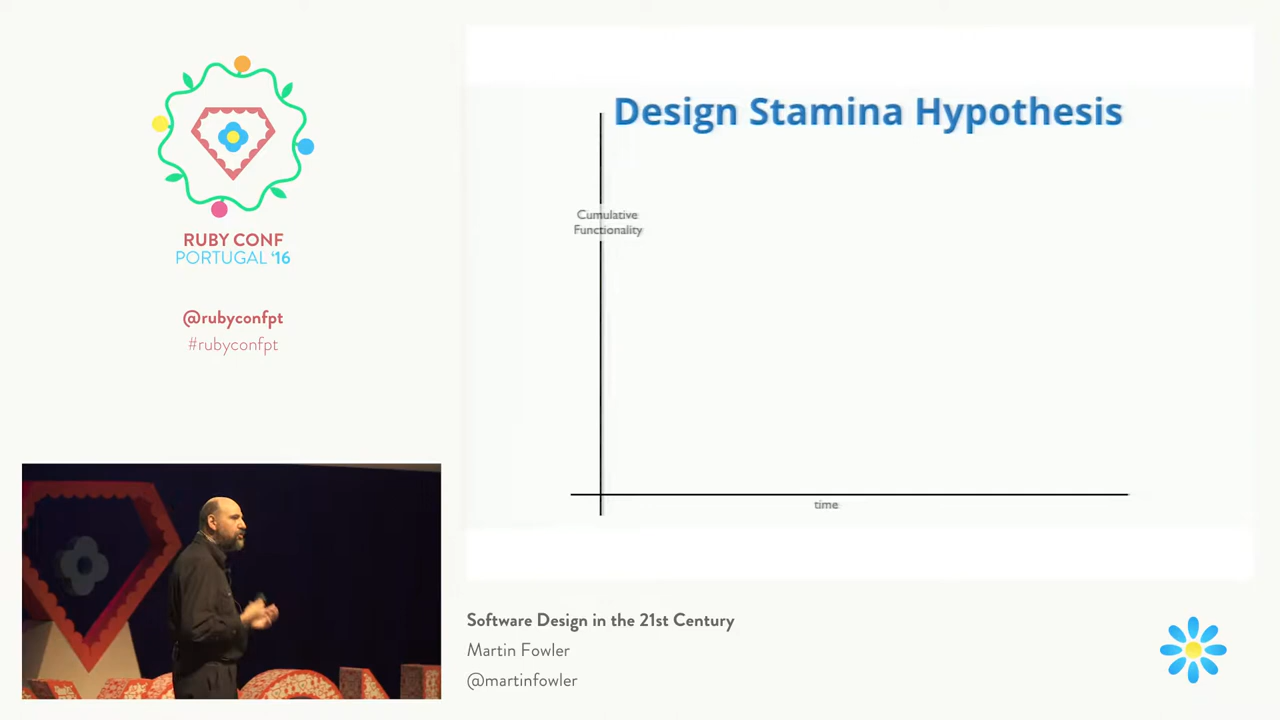 RUBY CONF
PORTUGAL ‘16
@rubyconfpt
#rubyconfpt
Design Stamina Hypothesis
Cumulative
Functionality
time
Software Design in the 21st Century
Martin Fowler
@martinfowler